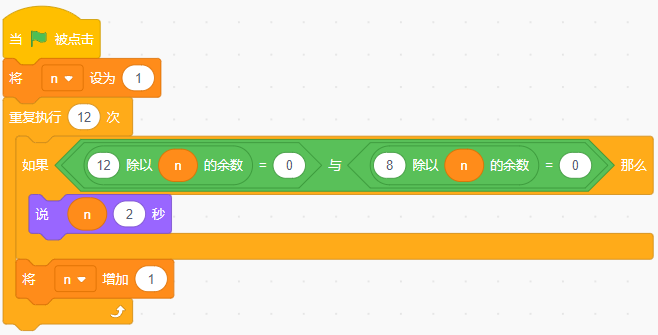 当 被点击
将 n 设为 1
重复执行 12 次
如果 12 除以 n 的余数 = 0 与 8 除以 n 的余数 = 0 那么
说 n 2 秒
将 n 增加 1